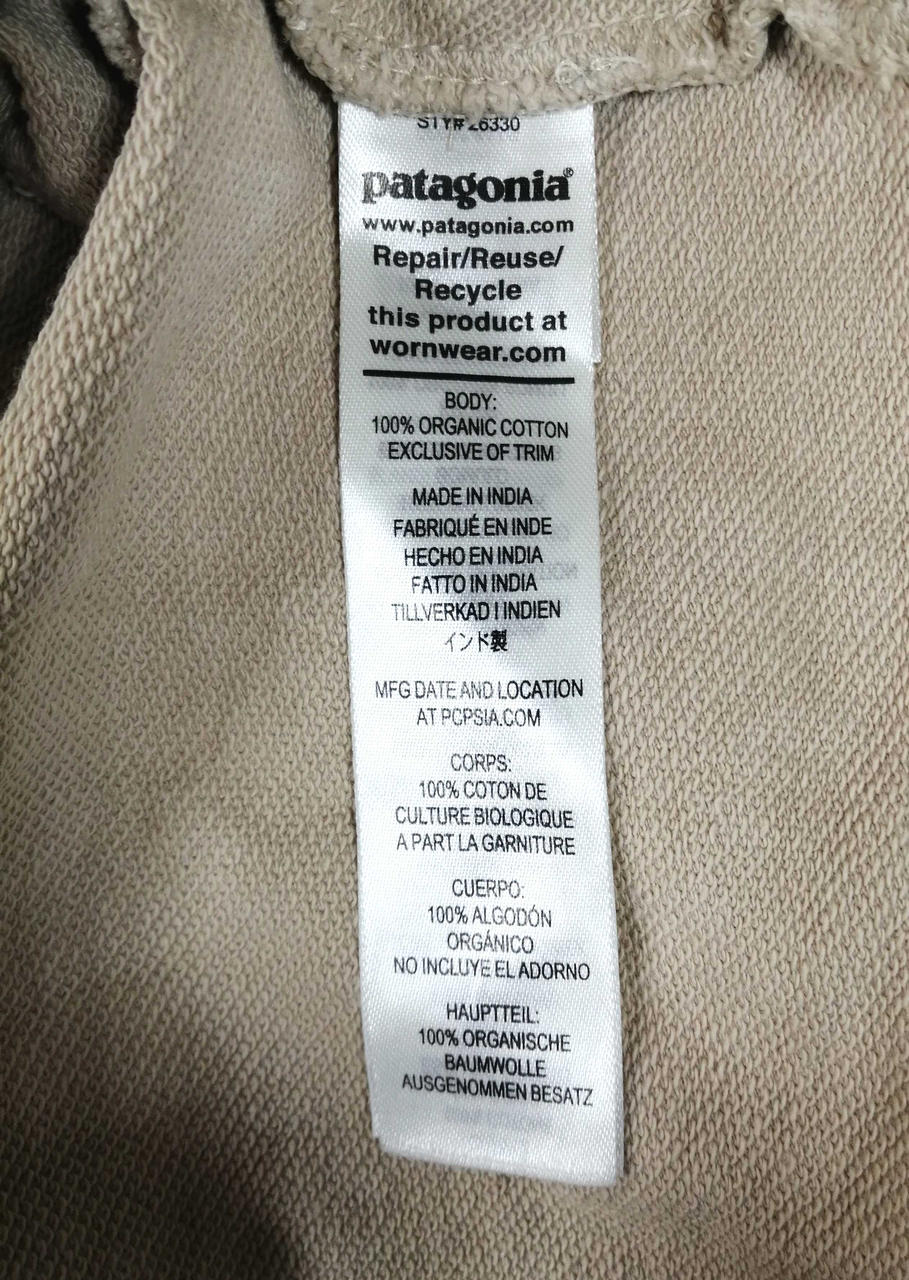 STY# 26330
patagonia®
www.patagonia.com
Repair/Reuse/
Recycle
this product at
wornwear.com
BODY:
100% ORGANIC COTTON
EXCLUSIVE OF TRIM
MADE IN INDIA
FABRIQUÉ EN INDE
HECHO EN INDIA
FATTO IN INDIA
TILLVERKAD I INDIEN
インド製
MFG DATE AND LOCATION
AT PCPSIA.COM
CORPS:
100% COTON DE
CULTURE BIOLOGIQUE
A PART LA GARNITURE
CUERPO:
100% ALGODÓN
ORGÁNICO
NO INCLUYE EL ADORNO
HAUPTTEIL:
100% ORGANISCHE
BAUMWOLLE
AUSGENOMMEN BESATZ